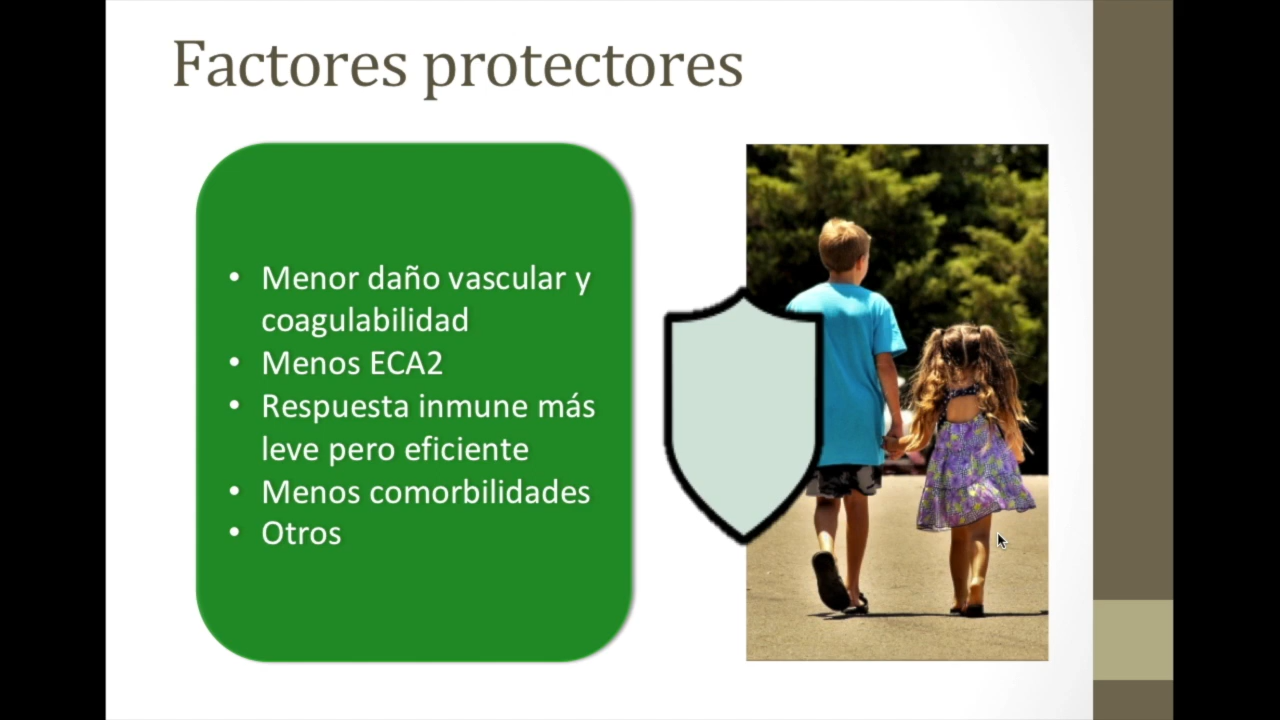 Factores protectores
• Menor daño vascular y
coagulabilidad
• Menos ECA2
• Respuesta inmune más
leve pero eficiente
• Menos comorbilidades
• Otros